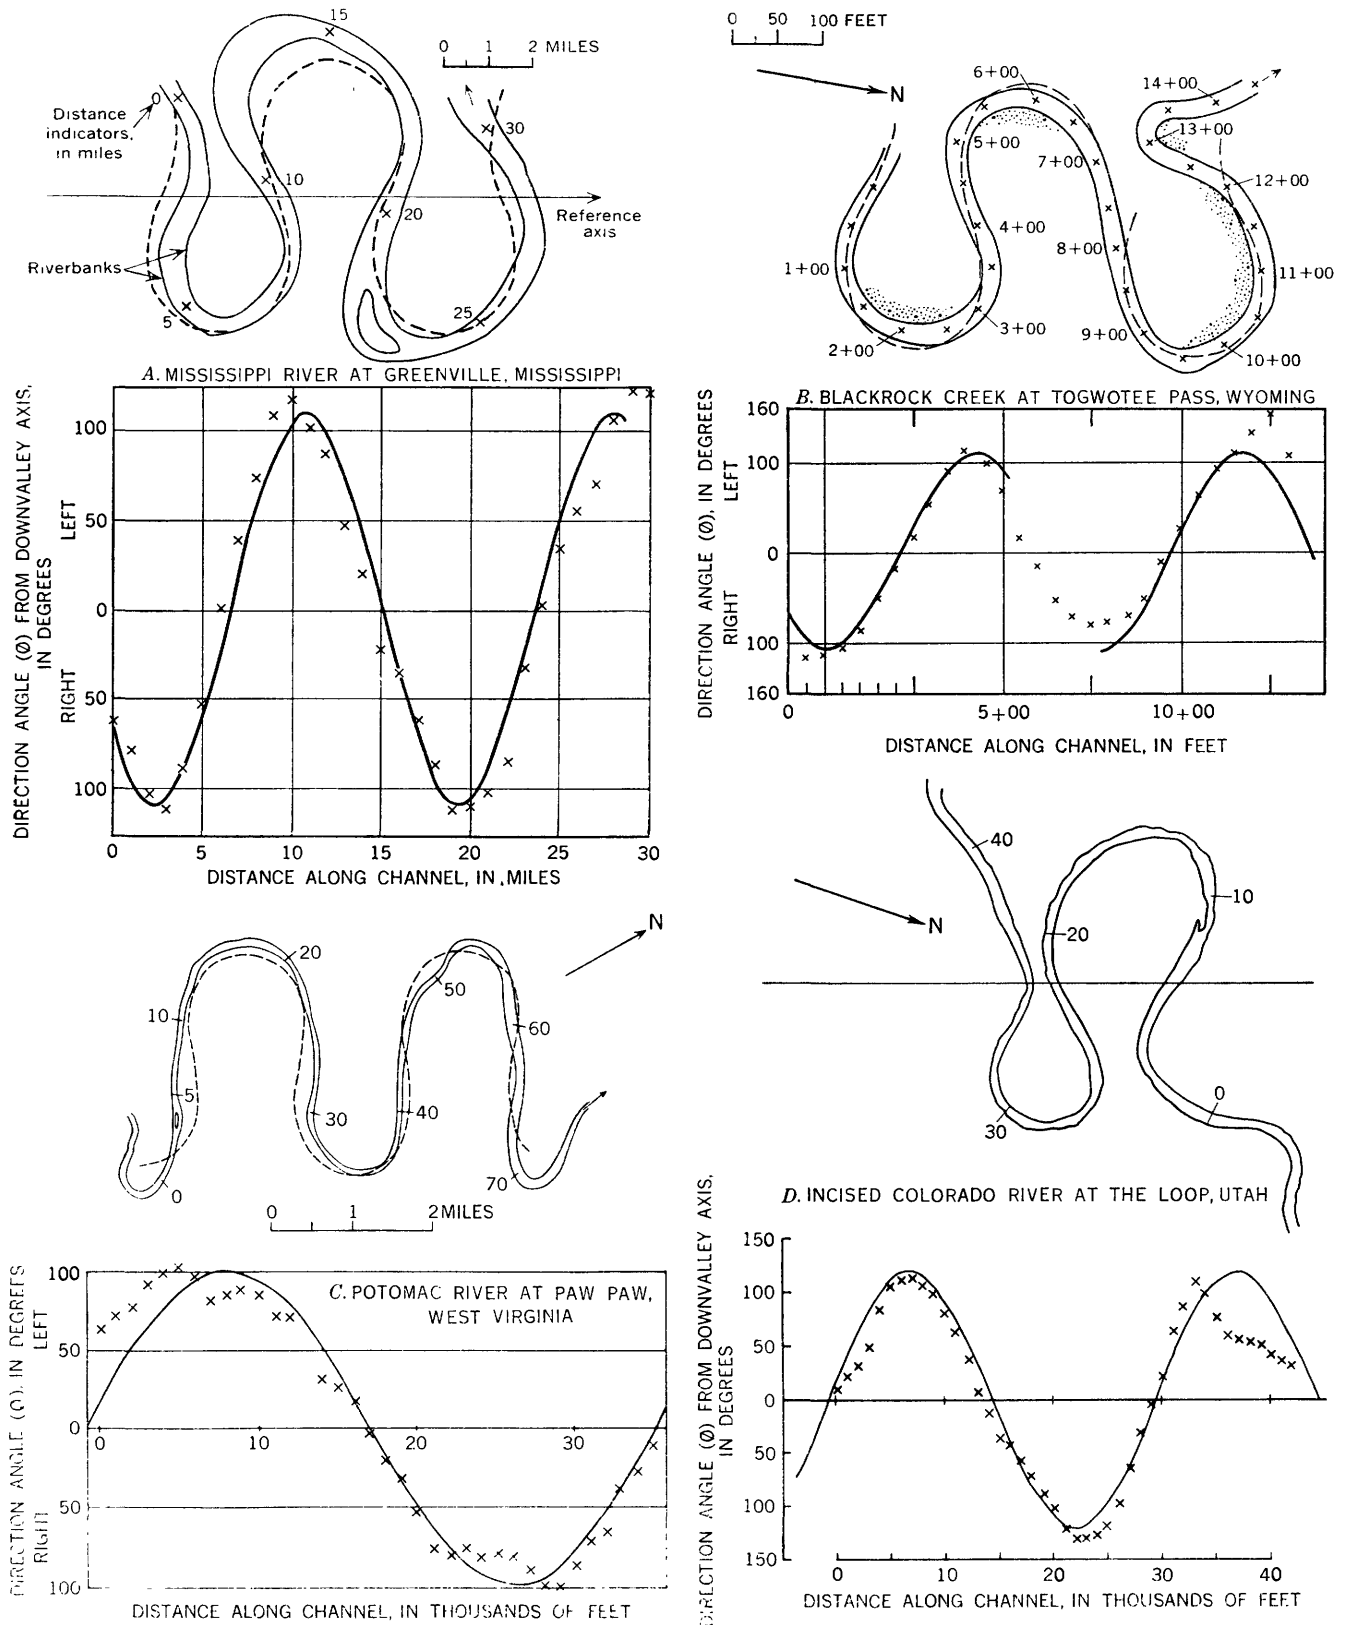 15
0 1 2 MILES
0
Distance
indicators,
in miles
30
10
20
Reference
axis
Riverbanks
5
25
A. MISSISSIPPI RIVER AT GREENVILLE, MISSISSIPPI
DIRECTION ANGLE (Ø) FROM DOWNVALLEY AXIS,
IN DEGREES
RIGHT LEFT
100
50
0
50
100
0 5 10 15 20 25 30
DISTANCE ALONG CHANNEL, IN MILES
0 50 100 FEET
N
6+00
14+00
5+00
13+00
7+00
12+00
4+00
8+00
1+00
11+00
3+00
9+00
2+00
10+00
B. BLACKROCK CREEK AT TOGWOTEE PASS, WYOMING
DIRECTION ANGLE (Ø), IN DEGREES
RIGHT LEFT
160
100
0
100
160
0 5+00 10+00
DISTANCE ALONG CHANNEL, IN FEET
N
20
50
10
60
5
30
40
0
70
0 1 2 MILES
C. POTOMAC RIVER AT PAW PAW,
WEST VIRGINIA
DIRECTION ANGLE (Ø), IN DEGREES
RIGHT LEFT
100
50
0
0 10 20 30
50
100
DISTANCE ALONG CHANNEL, IN THOUSANDS OF FEET
40
10
N
20
0
30
D. INCISED COLORADO RIVER AT THE LOOP, UTAH
DIRECTION ANGLE (Ø) FROM DOWNVALLEY AXIS,
IN DEGREES
150
100
50
0
50
100
150
0 10 20 30 40
DISTANCE ALONG CHANNEL, IN THOUSANDS OF FEET